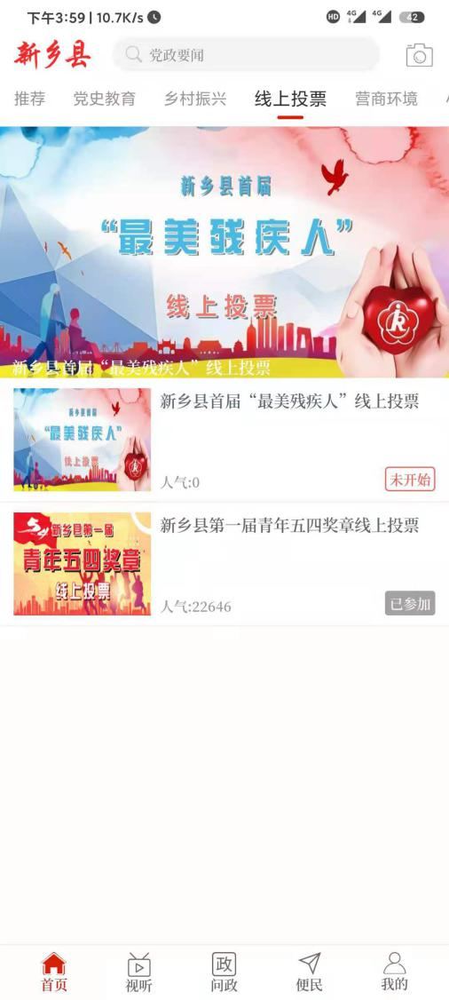 下午3:59 | 10.7K/s
HD 4G 4G 42
新乡县
党政要闻
推荐 党史教育 乡村振兴 线上投票 营商环境
新乡县首届
“最美残疾人”
线上投票
新乡县首届“最美残疾人”线上投票
新乡县首届“最美残疾人”线上投票
新乡县首届
“最美残疾人”
线上投票
人气:0
未开始
新乡县第一届青年五四奖章线上投票
54
新乡县第一届
青年五四奖章
线上投票
人气:22646
已参加
政
首页 视听 问政 便民 我的